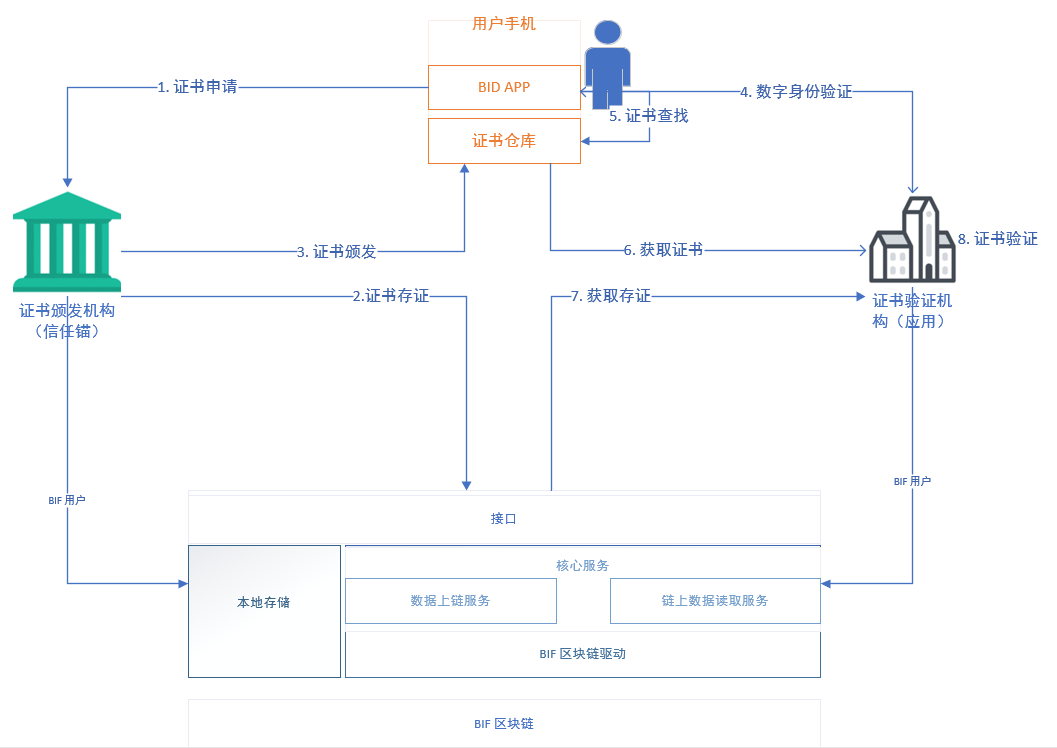 用户手机
BID APP
1. 证书申请
4. 数字身份验证
5. 证书查找
证书仓库
8. 证书验证
3. 证书颁发
6. 获取证书
2.证书存证
7. 获取存证
证书颁发机构
（信任锚）
证书验证机
构（应用）
BIF 用户
BIF 用户
接口
核心服务
本地存储
数据上链服务
链上数据读取服务
BIF 区块链驱动
BIF 区块链